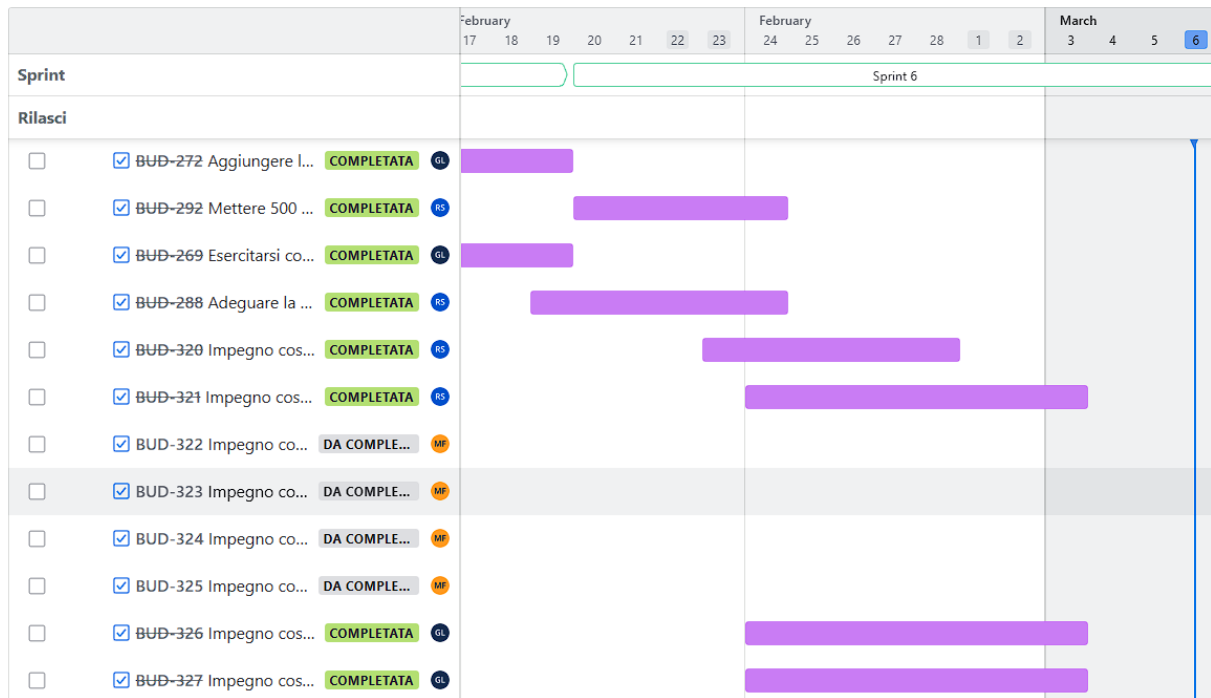 February February March
17 18 19 20 21 22 23 24 25 26 27 28 1 2 3 4 5 6
Sprint Sprint 6
Rilasci
BUD-272 Aggiungere l... COMPLETATA GL
BUD-292 Mettere 500 ... COMPLETATA RS
BUD-269 Esercitarsi co... COMPLETATA GL
BUD-288 Adeguare la ... COMPLETATA RS
BUD-320 Impegno cos... COMPLETATA RS
BUD-321 Impegno cos... COMPLETATA RS
BUD-322 Impegno co... DA COMPLE... MF
BUD-323 Impegno co... DA COMPLE... MF
BUD-324 Impegno co... DA COMPLE... MF
BUD-325 Impegno co... DA COMPLE... MF
BUD-326 Impegno cos... COMPLETATA GL
BUD-327 Impegno cos... COMPLETATA GL